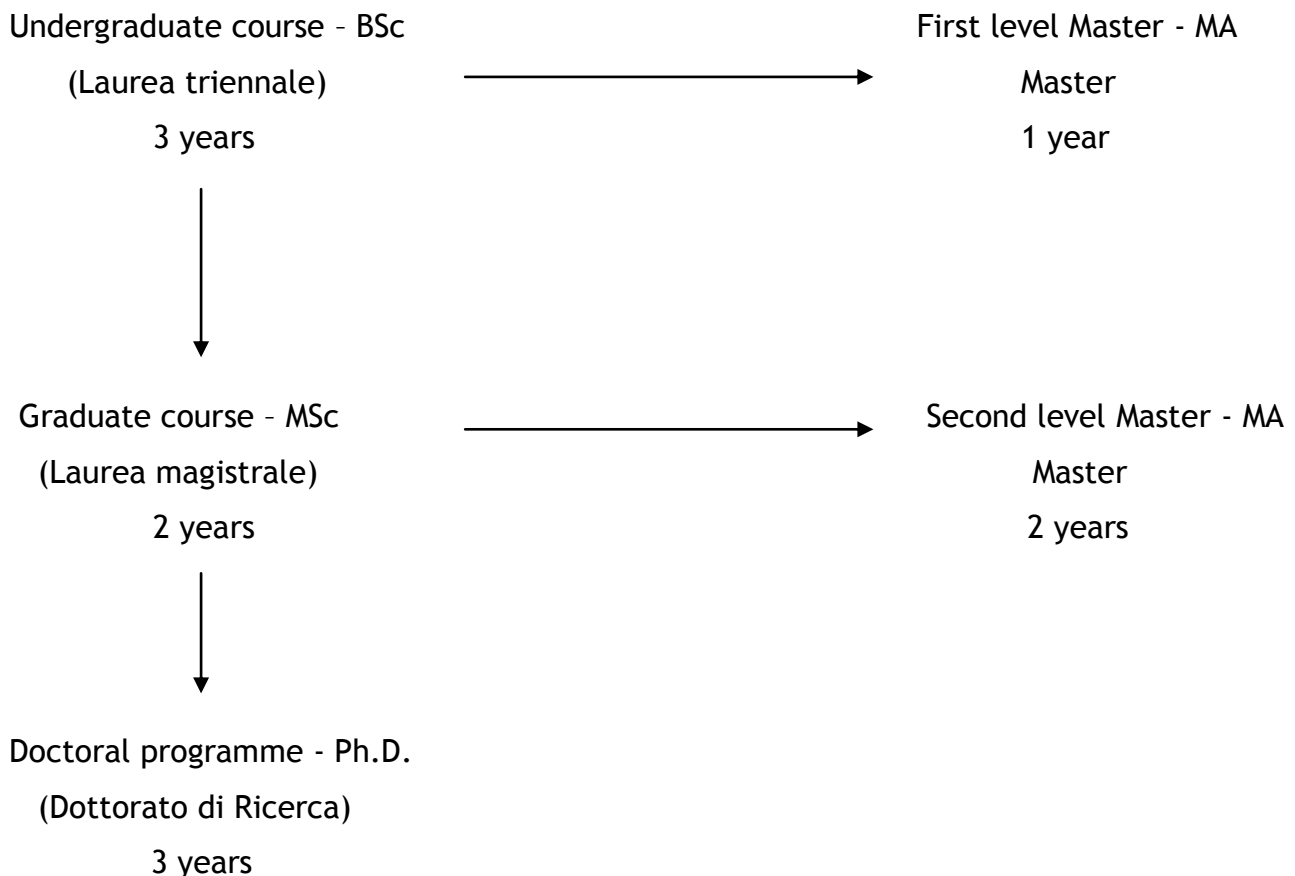 Undergraduate course – BSc
(Laurea triennale)
3 years
First level Master - MA
Master
1 year
Graduate course – MSc
(Laurea magistrale)
2 years
Second level Master - MA
Master
2 years
Doctoral programme - Ph.D.
(Dottorato di Ricerca)
3 years